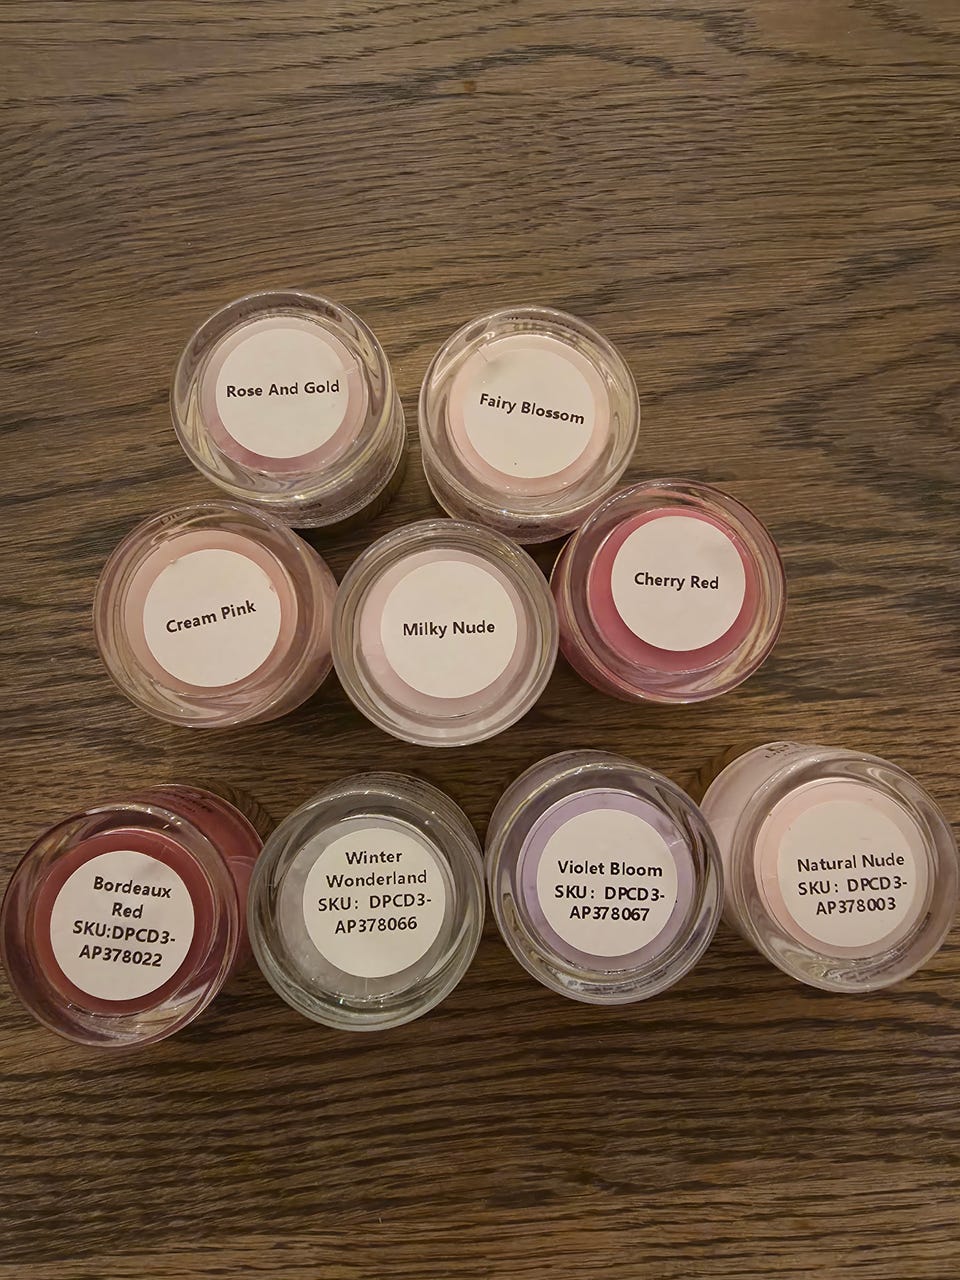 Rose And Gold
Fairy Blossom
Cream Pink
Milky Nude
Cherry Red
Bordeaux
Red
SKU:DPCD3-
AP378022
Winter
Wonderland
SKU： DPCD3-
AP378066
Violet Bloom
SKU： DPCD3-
AP378067
Natural Nude
SKU： DPCD3-
AP378003